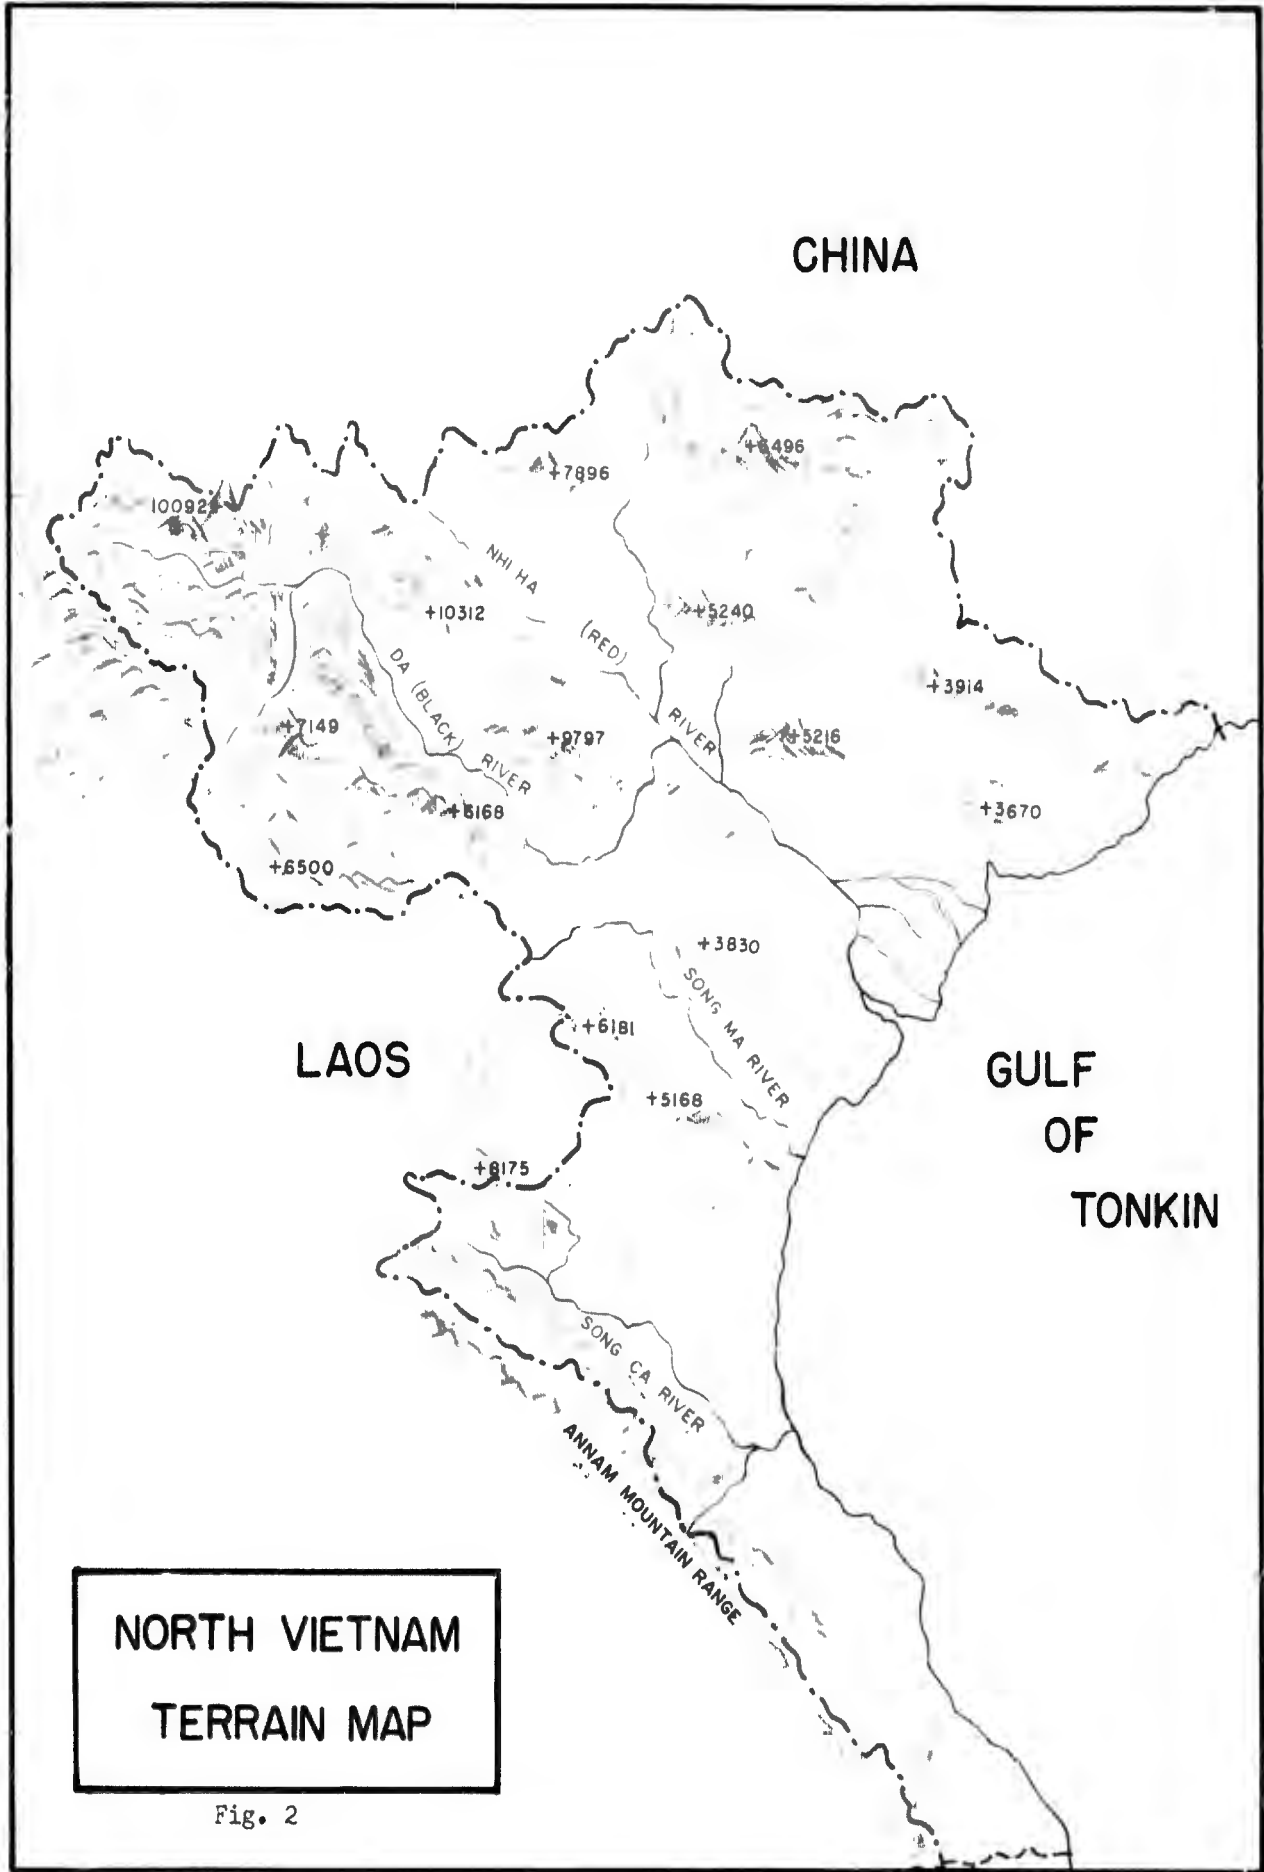 CHINA
+6496
+7896
10092+
NHI HA (RED) RIVER
+10312
+5240
DA (BLACK) RIVER
+3914
+7149
+9797
+5216
+6168
+3670
+6500
+3830
SONG MA RIVER
+6181
LAOS
GULF
OF
TONKIN
+5168
+8175
SONG CA RIVER
ANNAM MOUNTAIN RANGE
NORTH VIETNAM
TERRAIN MAP
Fig. 2